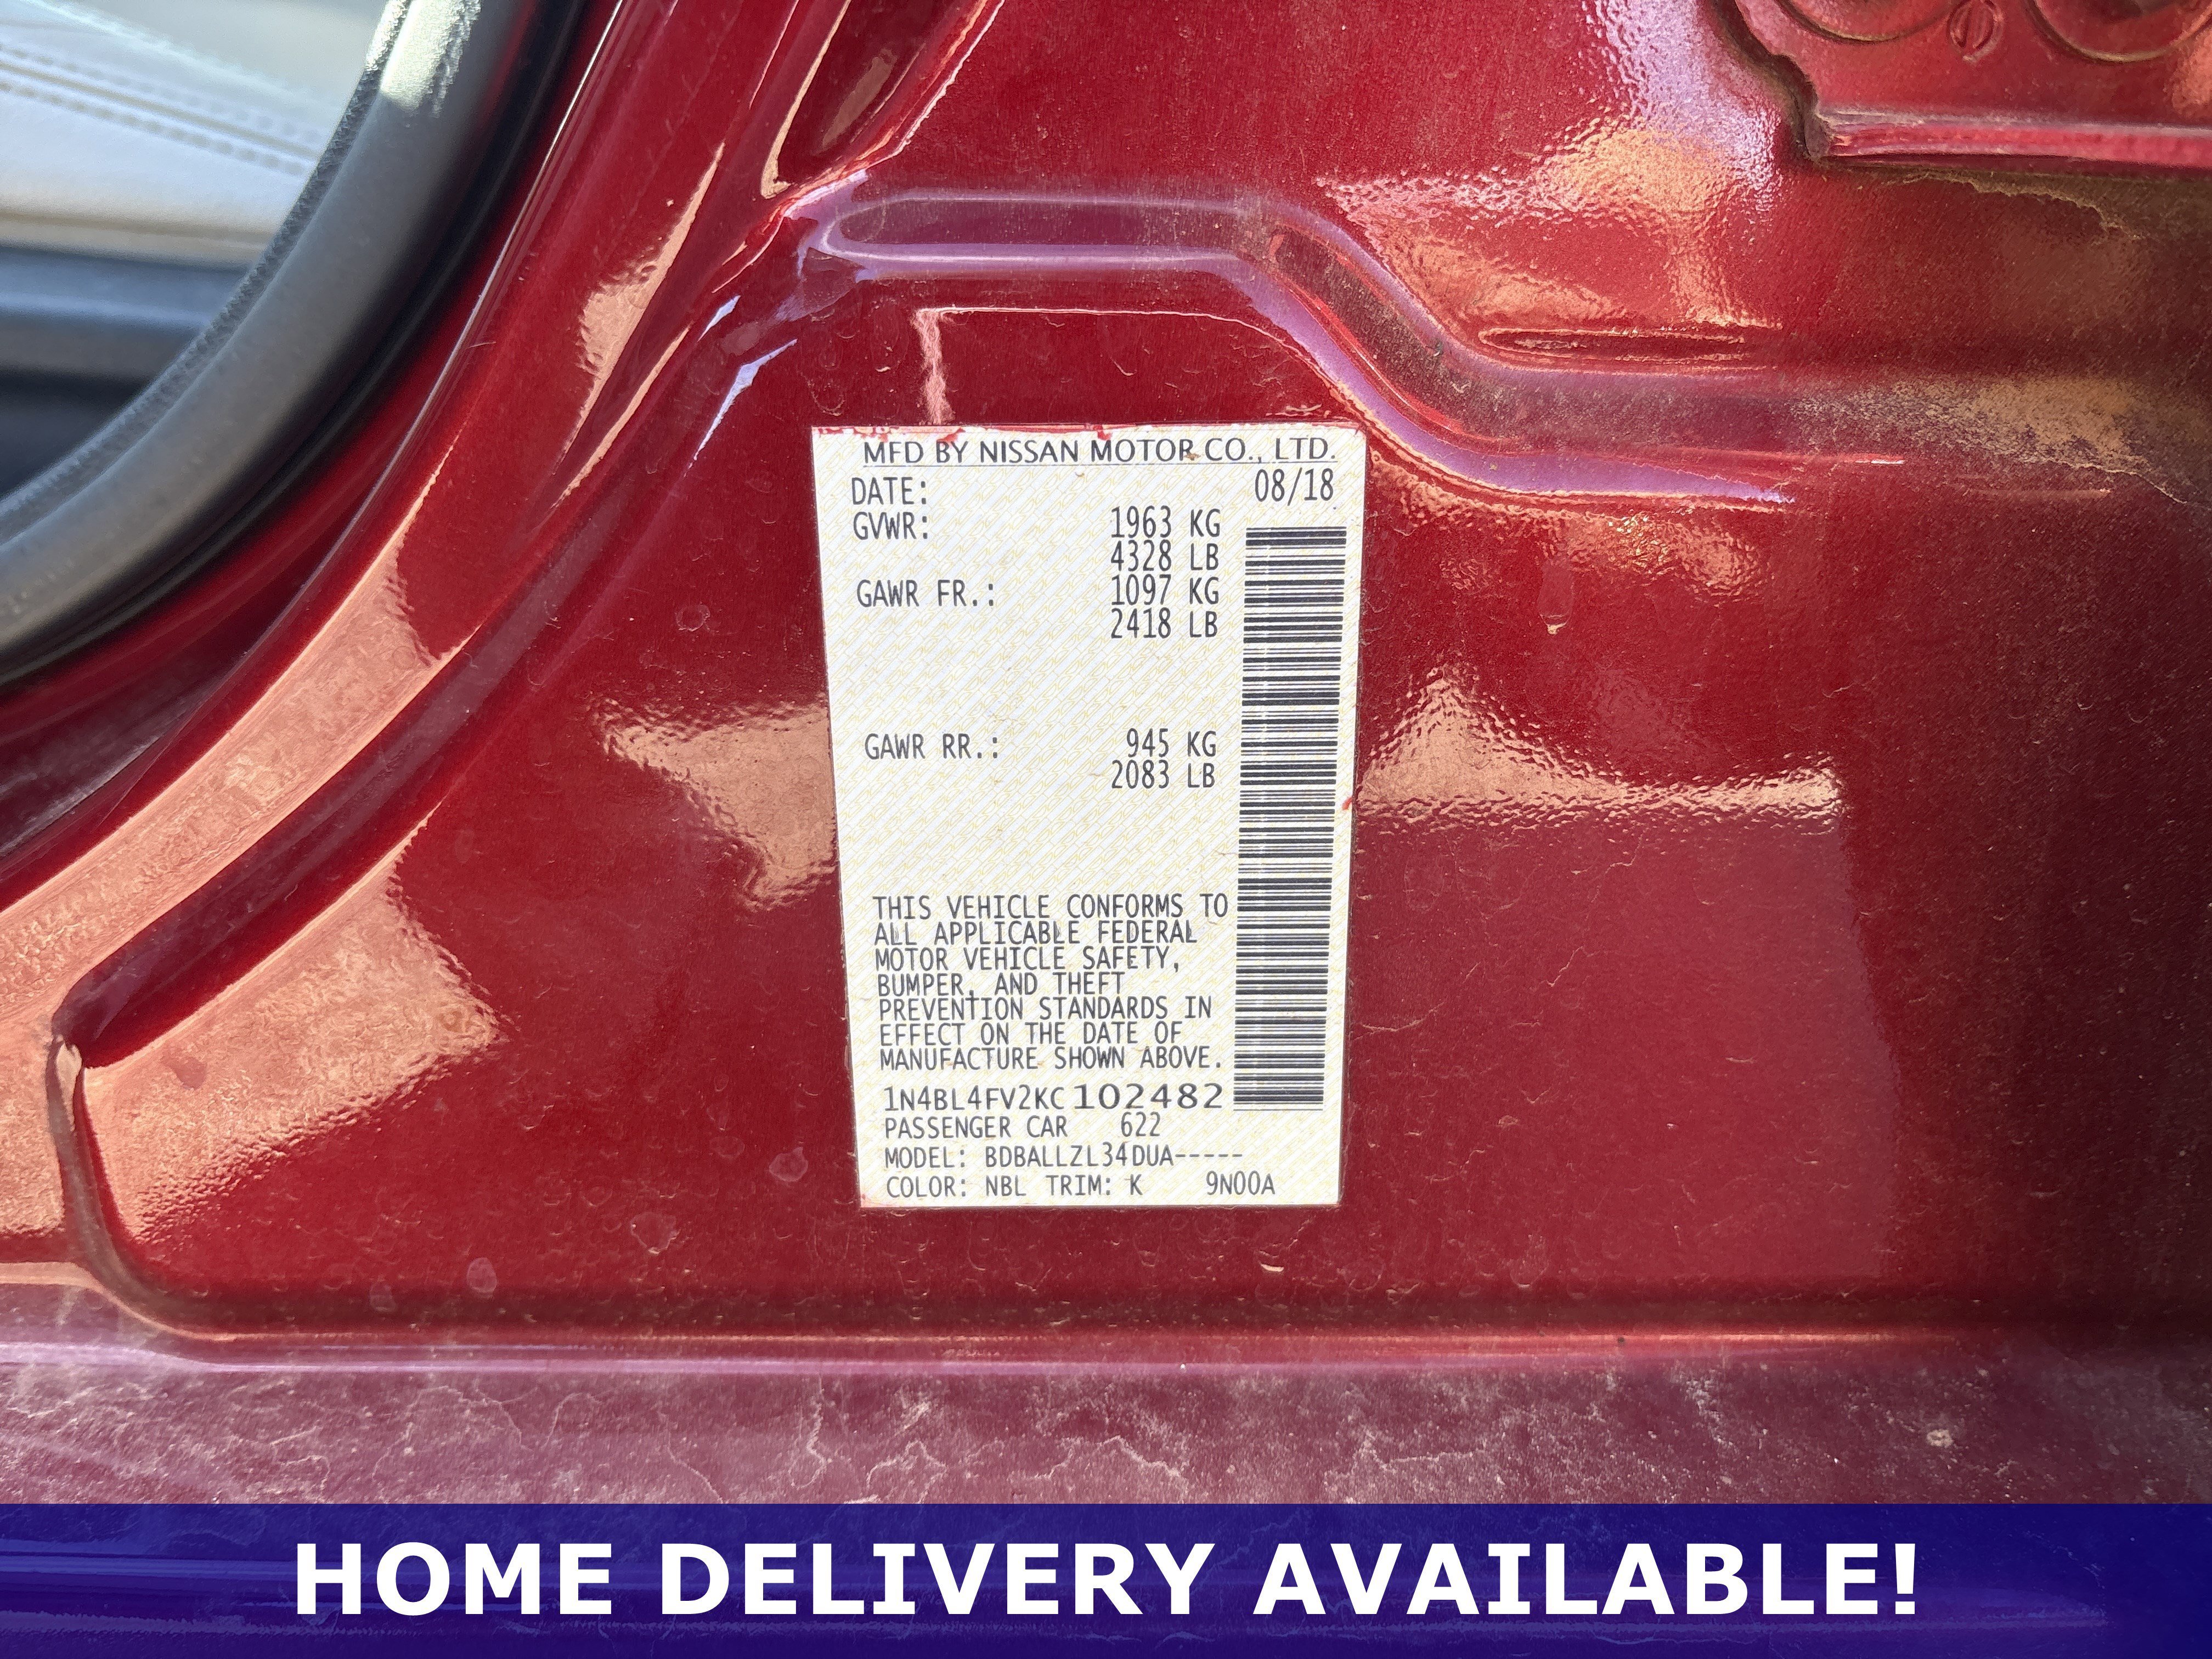 MFD BY NISSAN MOTOR CO., LTD.
DATE: 08/18
GVWR: 1963 KG
4328 LB
GAWR FR.: 1097 KG
2418 LB
GAWR RR.: 945 KG
2083 LB
THIS VEHICLE CONFORMS TO
ALL APPLICABLE FEDERAL
MOTOR VEHICLE SAFETY,
BUMPER, AND THEFT
PREVENTION STANDARDS IN
EFFECT ON THE DATE OF
MANUFACTURE SHOWN ABOVE.
1N4BL4FV2KC102482
PASSENGER CAR 622
MODEL: BDBALLZL34DUA-----
COLOR: NBL TRIM: K 9N00A
HOME DELIVERY AVAILABLE!